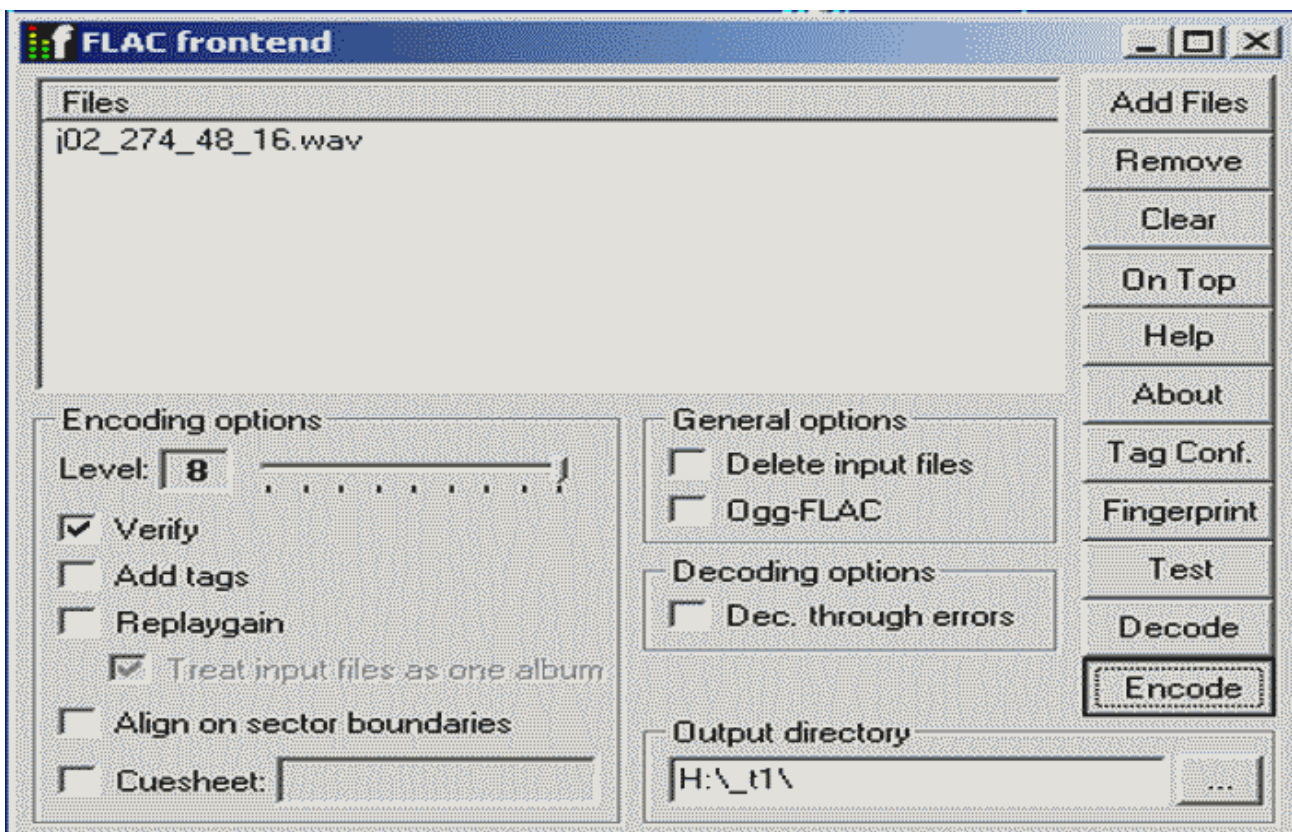 FLAC frontend
Files
j02_274_48_16.wav
Add Files
Remove
Clear
On Top
Help
About
Tag Conf.
Fingerprint
Test
Decode
Encode
Encoding options
Level: 8
Verify
Add tags
Replaygain
Treat input files as one album
Align on sector boundaries
Cuesheet:
General options
Delete input files
Ogg-FLAC
Decoding options
Dec. through errors
Output directory
H:\_t1\
...